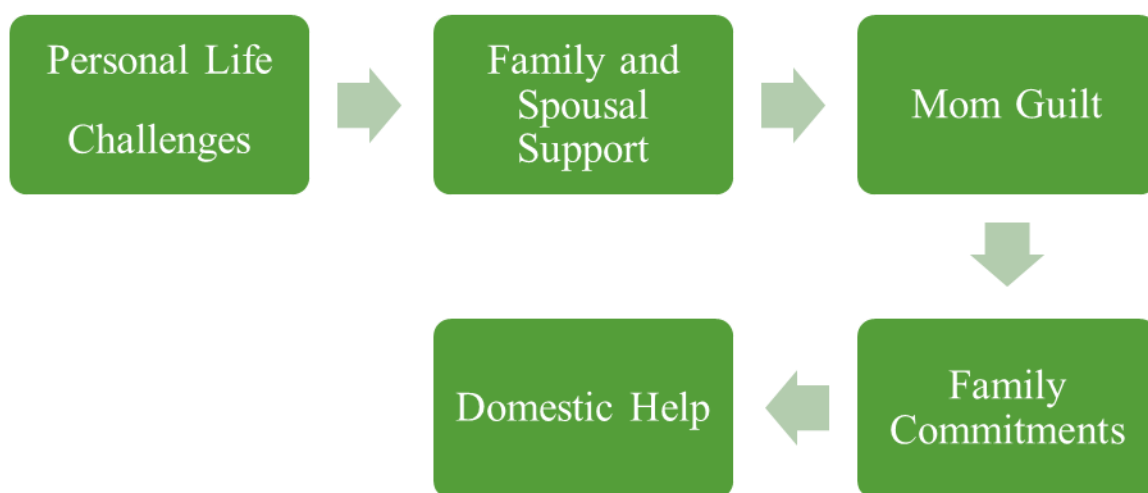 Personal Life
Challenges
Family and
Spousal
Support
Mom Guilt
Family
Commitments
Domestic Help